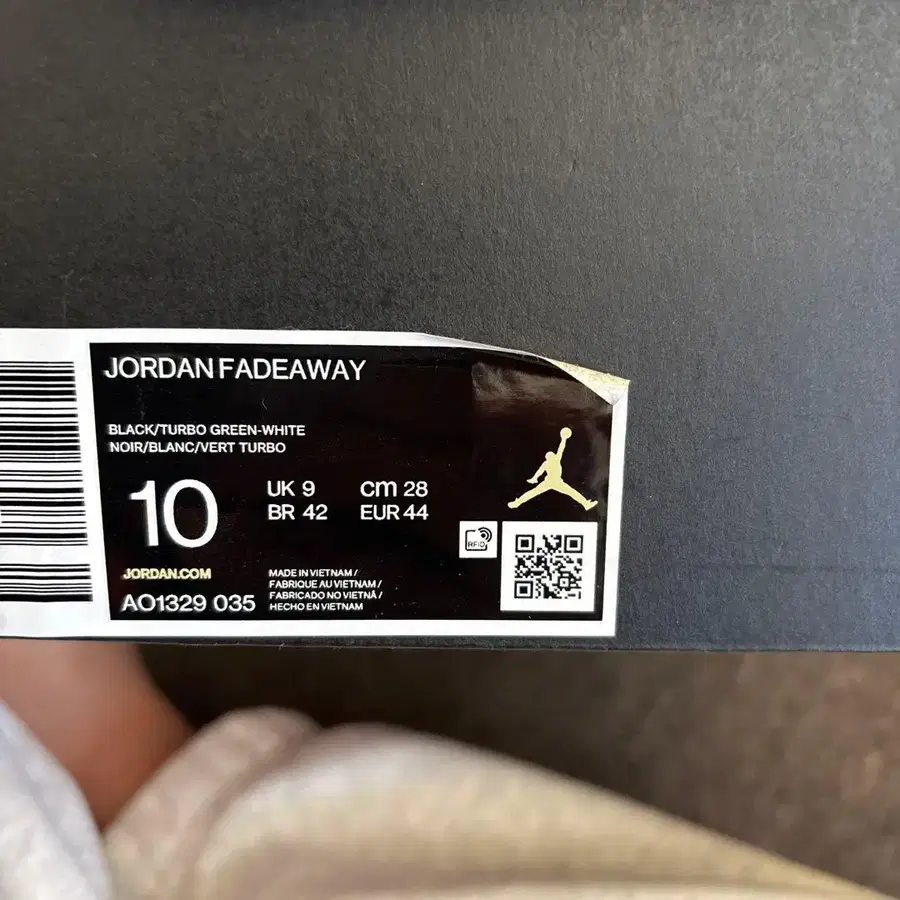 JORDAN FADEAWAY
BLACK/TURBO GREEN-WHITE
NOIR/BLANC/VERT TURBO
10
UK 9 cm 28
BR 42 EUR 44
RFID
JORDAN.COM
AO1329 035
MADE IN VIETNAM /
FABRIQUE AU VIETNAM /
FABRICADO NO VIETNÃ /
HECHO EN VIETNAM